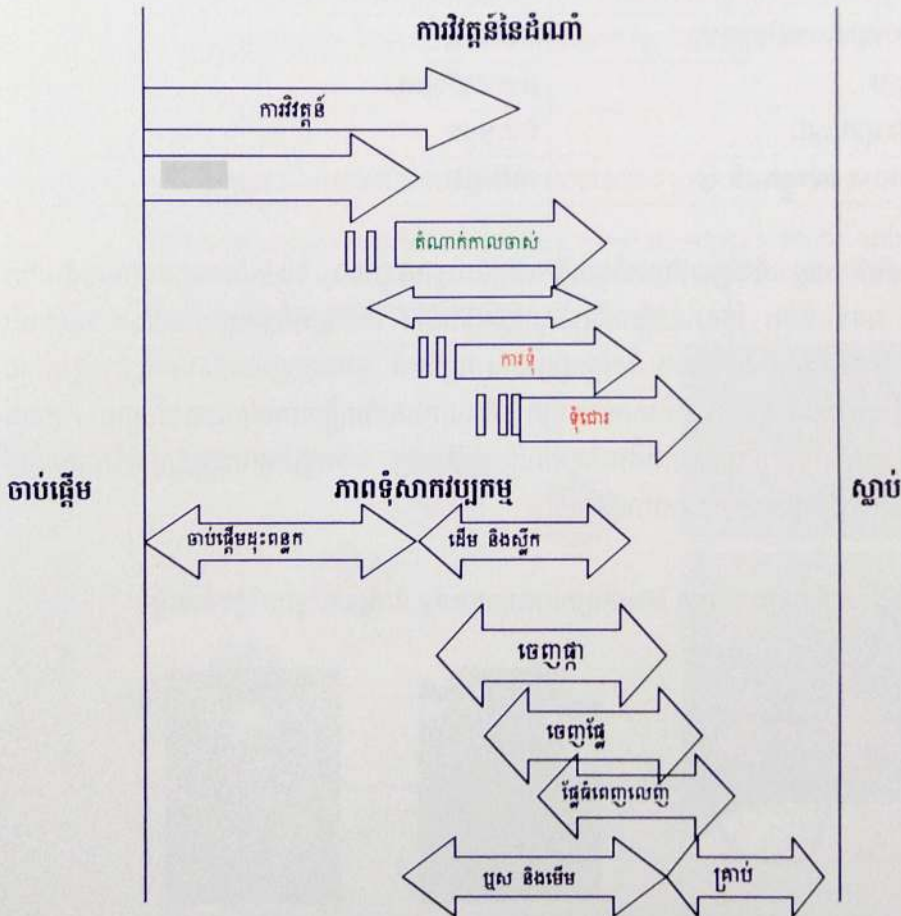 ការវិវត្តន៍នៃដំណាំ
ការវិវត្តន៍
តំណាក់កាលចាស់
ការទុំ
ទុំជោរ
ចាប់ផ្ដើម ភាពទុំសាកវប្បកម្ម ស្លាប់
ចាប់ផ្ដើមដុះពន្លក ដើម និងស្លឹក
ចេញផ្កា
ចេញផ្លែ
ផ្លែធំពេញលេញ
ឫស និងមើម គ្រាប់